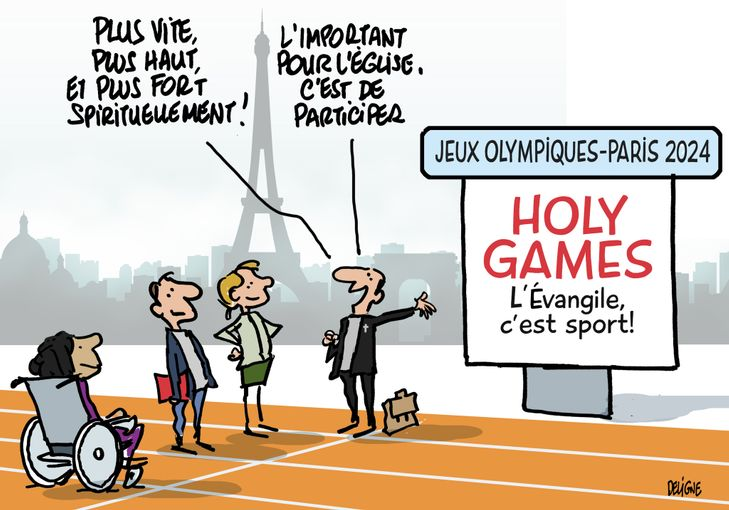 PLUS VITE,
PLUS HAUT,
ET PLUS FORT
SPIRITUELLEMENT!
L'IMPORTANT
POUR L'ÉGLISE.
C'EST DE
PARTICIPER
JEUX OLYMPIQUES-PARIS 2024
HOLY
GAMES
L'Évangile,
c'est sport!
DELIGNE